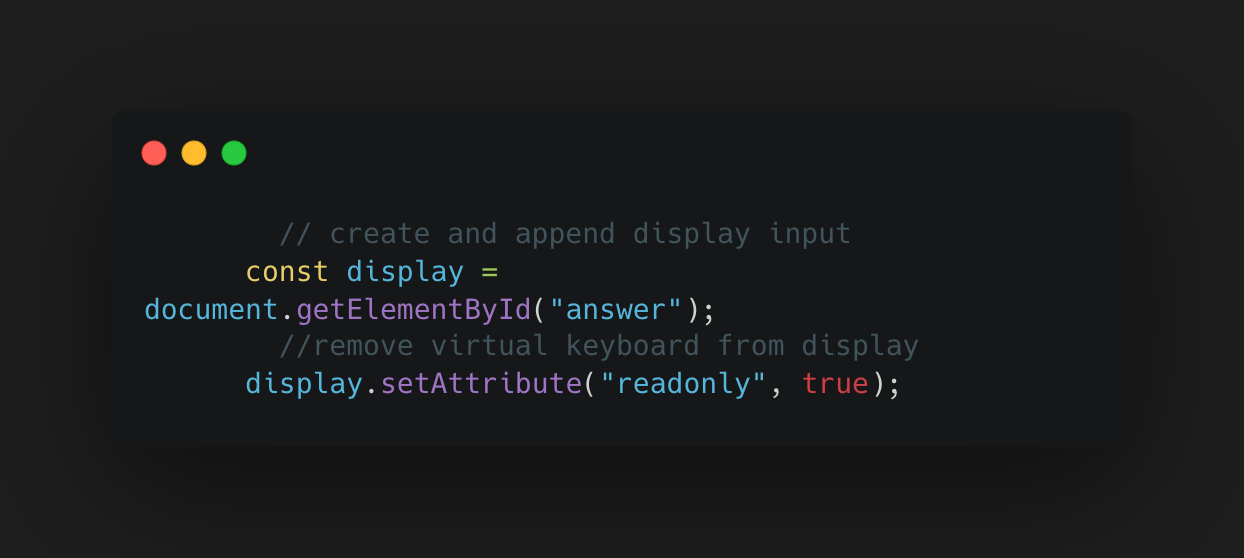 // create and append display input
const display =
document.getElementById("answer");
//remove virtual keyboard from display
display.setAttribute("readonly", true);